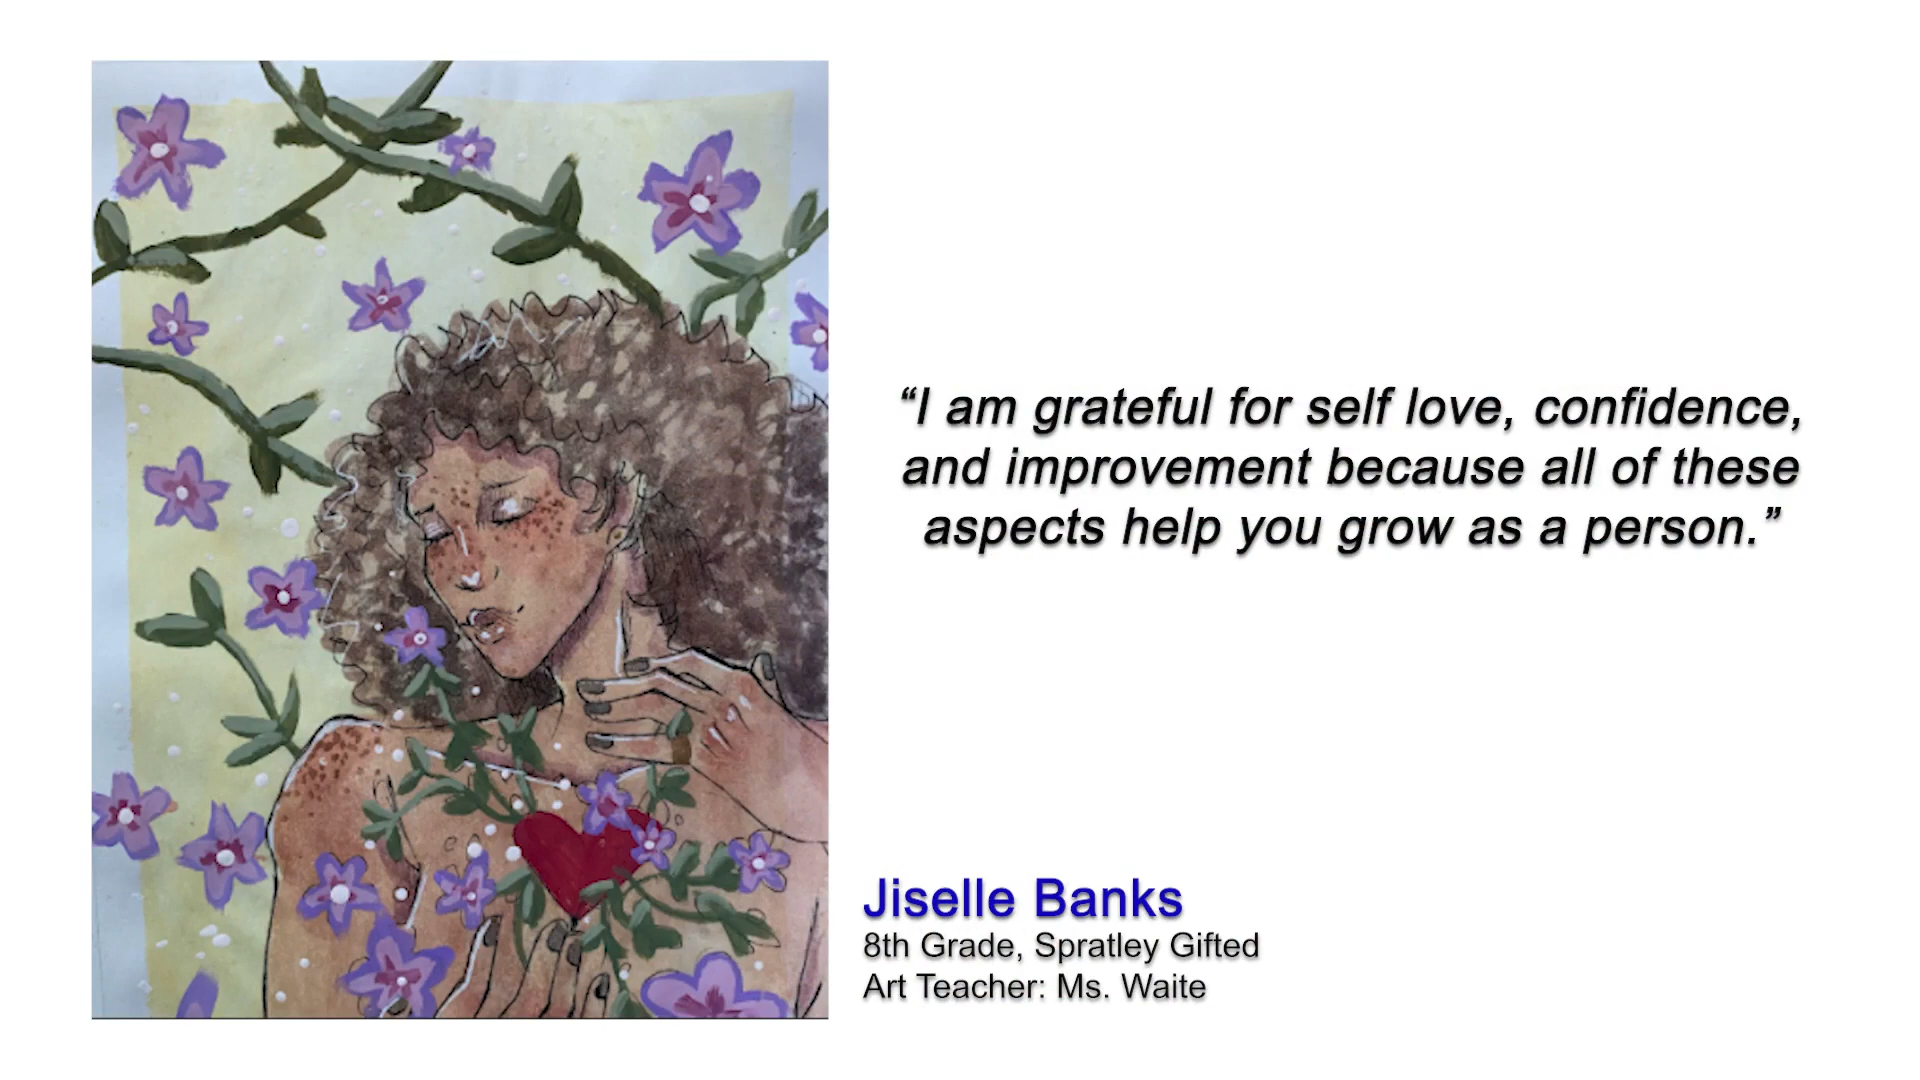 “I am grateful for self love, confidence,
and improvement because all of these
aspects help you grow as a person.”
Jiselle Banks
8th Grade, Spratley Gifted
Art Teacher: Ms. Waite